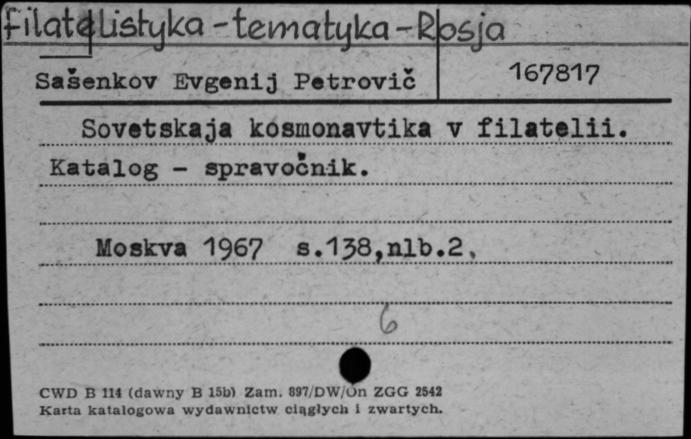 filatelistyka - tematyka - Rosja
Sašenkov Evgenij Petrovič
167817
Sovetskaja kosmonavtika v filatelii.
Katalog - spravočnik.
Moskva 1967 s.138,nlb.2,
6
CWD B 114 (dawny B 15b) Zam. 897/DW/On ZGG 2542
Karta katalogowa wydawnictw ciągłych i zwartych.